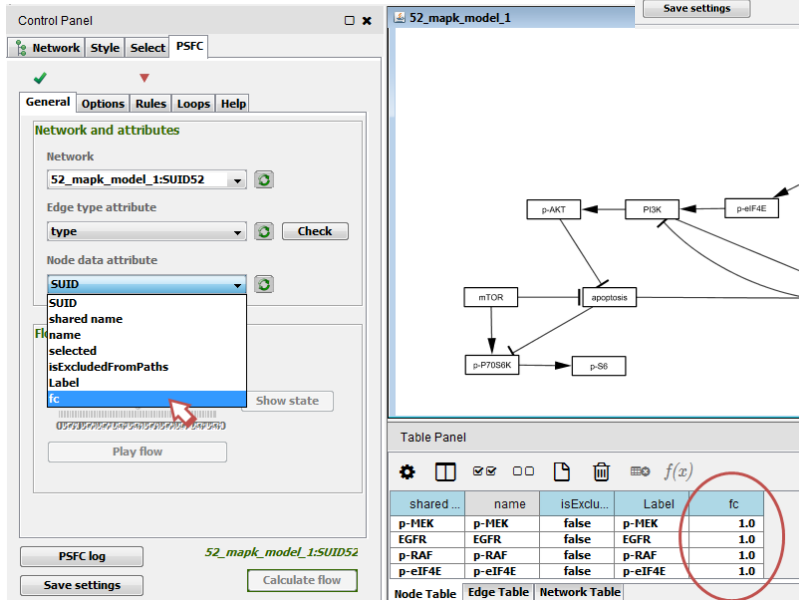 Control Panel
Network
Style
Select
PSFC
General
Options
Rules
Loops
Help
Network and attributes
Network
52_mapk_model_1:SUID52
Edge type attribute
type
Check
Node data attribute
SUID
SUID
shared name
name
selected
isExcludedFromPaths
Label
fc
Show state
Play flow
PSFC log
52_mapk_model_1:SUID52
Save settings
Calculate flow
52_mapk_model_1
Save settings
p-AKT
PI3K
p-eIF4E
mTOR
apoptosis
p-P70S6K
p-S6
Table Panel
f(x)
shared ... name isExclu... Label fc
p-MEK p-MEK false p-MEK 1.0
EGFR EGFR false EGFR 1.0
p-RAF p-RAF false p-RAF 1.0
p-eIF4E p-eIF4E false p-eIF4E 1.0
Node Table Edge Table Network Table